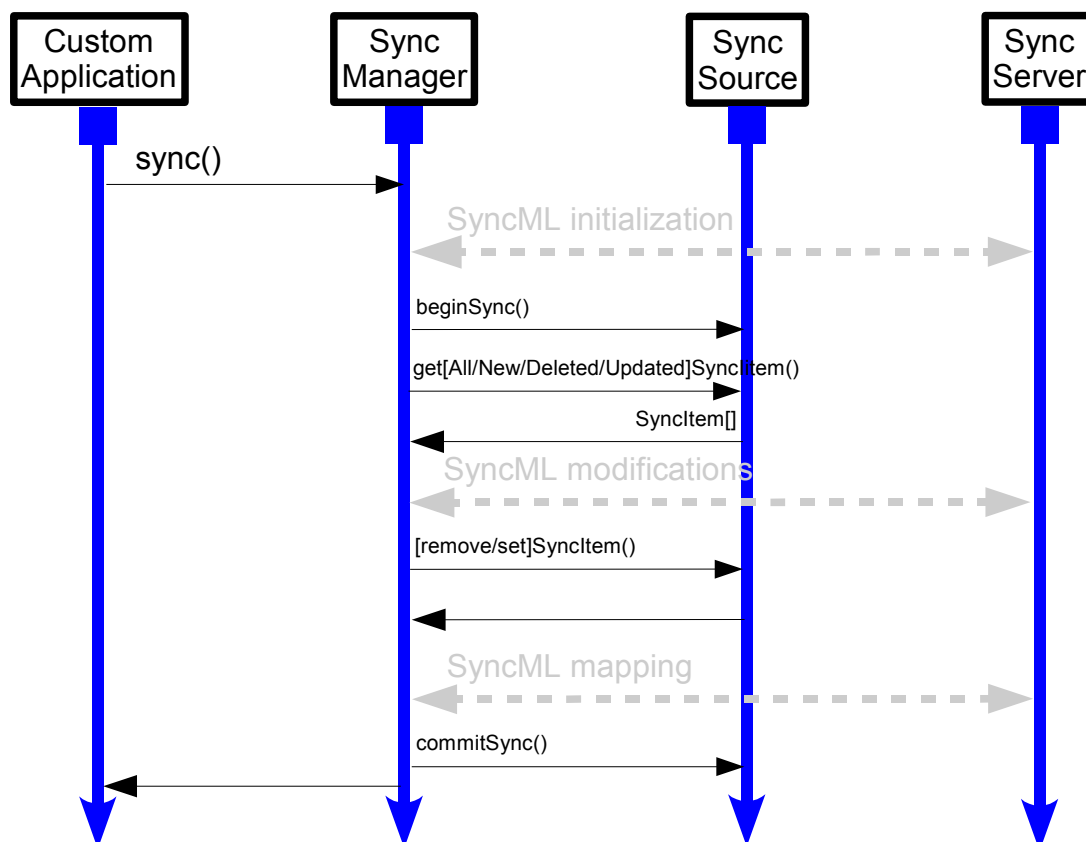 Custom
Application
Sync
Manager
Sync
Source
Sync
Server
sync()
SyncML initialization
beginSync()
get[All/New/Deleted/Updated]SyncIitem()
SyncItem[]
SyncML modifications
[remove/set]SyncItem()
SyncML mapping
commitSync()